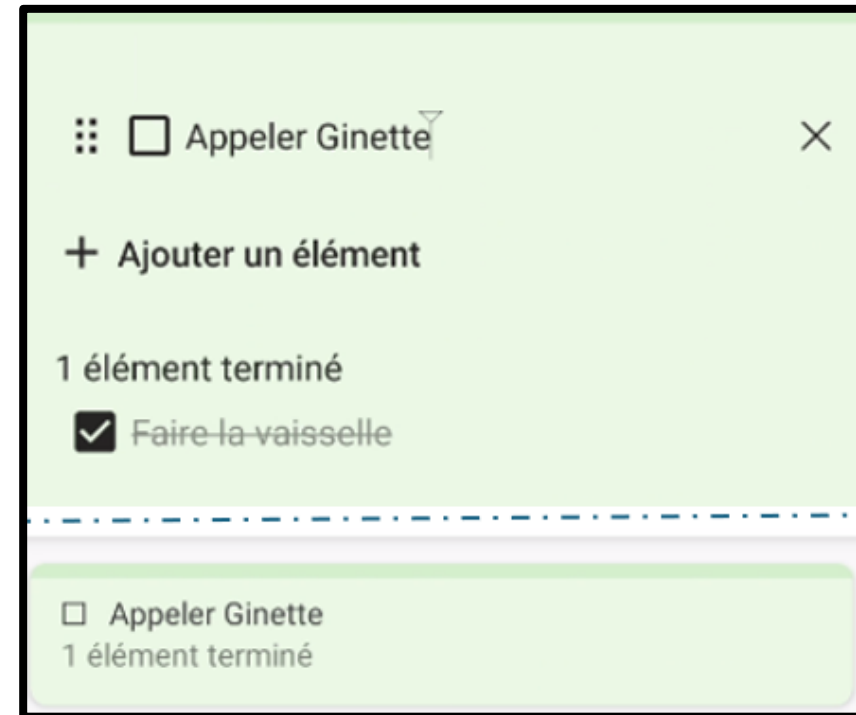 Appeler Ginette
Ajouter un élément
1 élément terminé
Faire la vaisselle
Appeler Ginette
1 élément terminé